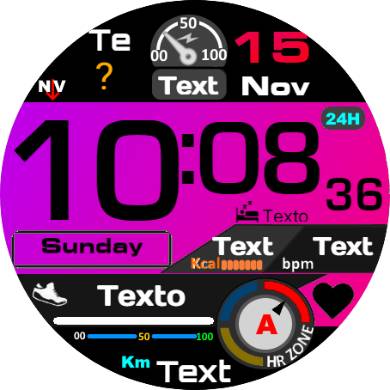 Te
50
00 100
15
?
NV
Text
Nov
24H
10:08
36
Texto
Sunday
Text
Text
Kcal
bpm
Texto
00 50 100
A
HR ZONE
Km
Text